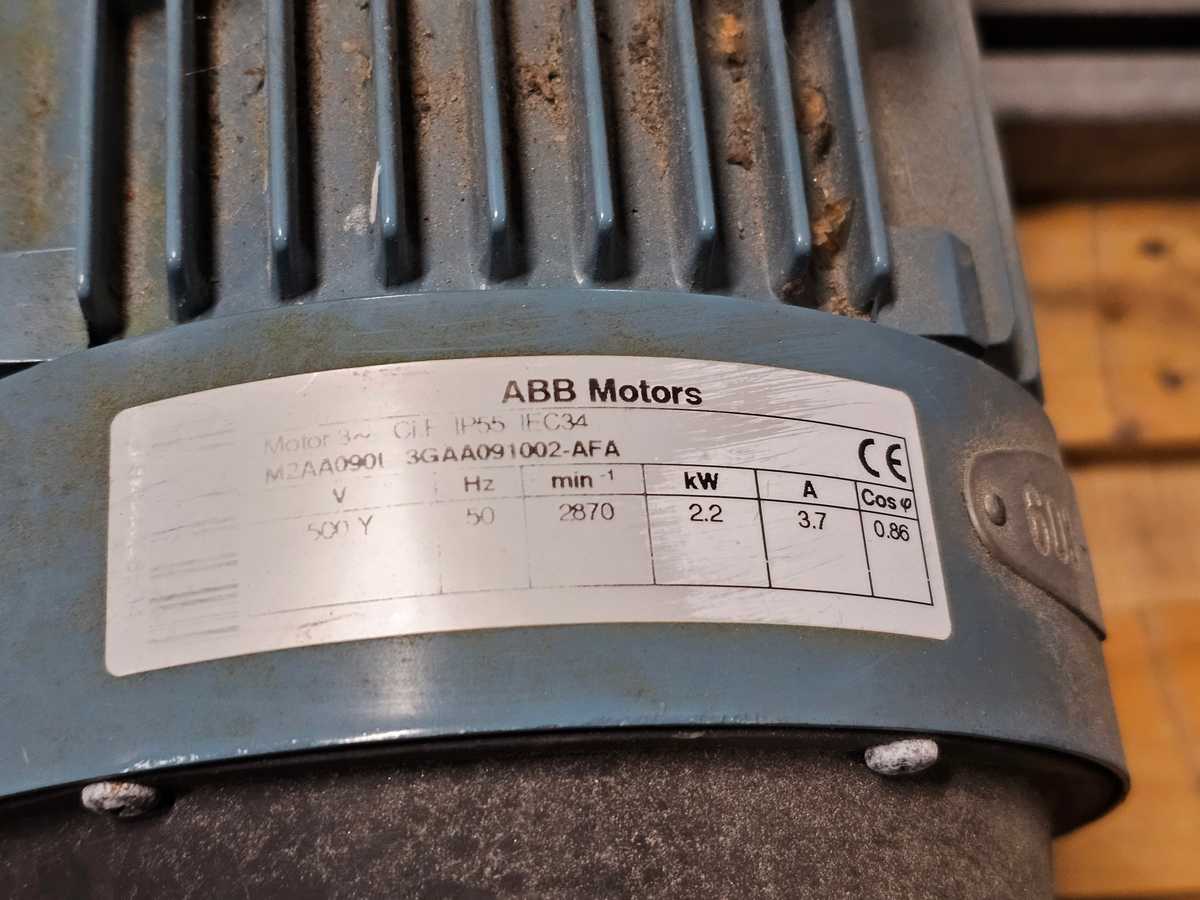 ABB Motors
Motor 3~ Cl.F IP55 IEC34
M2AA090L 3GAA091002-AFA
V Hz min⁻¹ kW A Cos φ
500 Y 50 2870 2.2 3.7 0.86
CE